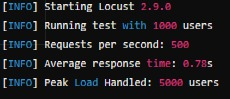 [INFO] Starting Locust 2.9.0
[INFO] Running test with 1000 users
[INFO] Requests per second: 500
[INFO] Average response time: 0.78s
[INFO] Peak Load Handled: 5000 users